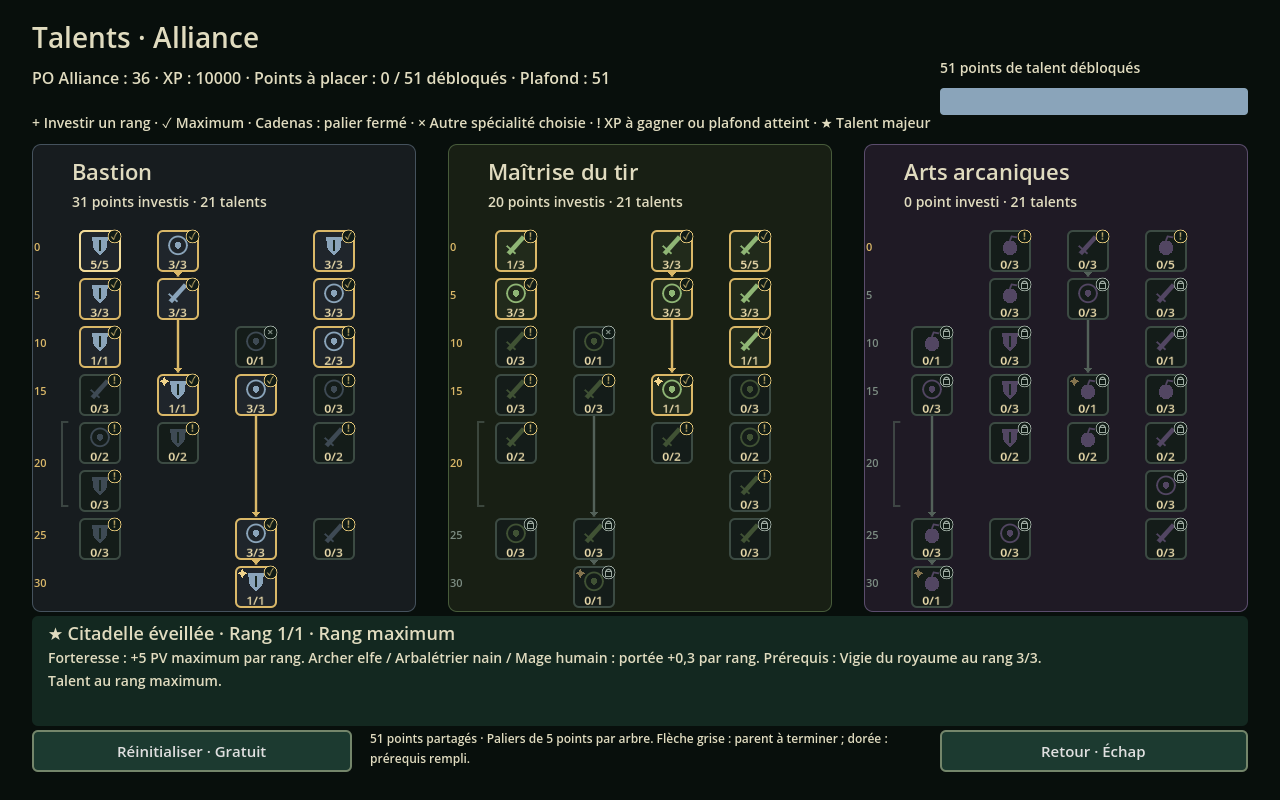 Talents · Alliance
PO Alliance : 36 · XP : 10000 · Points à placer : 0 / 51 débloqués · Plafond : 51
51 points de talent débloqués
+ Investir un rang · ✓ Maximum · Cadenas : palier fermé · × Autre spécialité choisie · ! XP à gagner ou plafond atteint · ★ Talent majeur
Bastion
31 points investis · 21 talents
0
5/5 3/3 3/3
5
3/3 3/3 3/3
10
1/1 0/1 2/3
15
0/3 1/1 3/3 0/3
0/2 0/2 0/2
20
0/3
25
0/3 3/3 0/3
30
1/1
Maîtrise du tir
20 points investis · 21 talents
0
1/3 3/3 5/5
5
3/3 3/3 3/3
10
0/3 0/1 1/1
15
0/3 0/3 1/1 0/3
0/2 0/2 0/2
20
0/3
25
0/3 0/3 0/3
30
0/1
Arts arcaniques
0 point investi · 21 talents
0
0/3 0/3 0/5
5
0/3 0/3 0/3
10
0/1 0/3 0/1
15
0/3 0/3 0/1 0/3
0/2 0/2 0/2
20
0/3
25
0/3 0/3 0/3
30
0/1
★ Citadelle éveillée · Rang 1/1 · Rang maximum
Forteresse : +5 PV maximum par rang. Archer elfe / Arbalétrier nain / Mage humain : portée +0,3 par rang. Prérequis : Vigie du royaume au rang 3/3.
Talent au rang maximum.
Réinitialiser · Gratuit
51 points partagés · Paliers de 5 points par arbre. Flèche grise : parent à terminer ; dorée :
prérequis rempli.
Retour · Échap